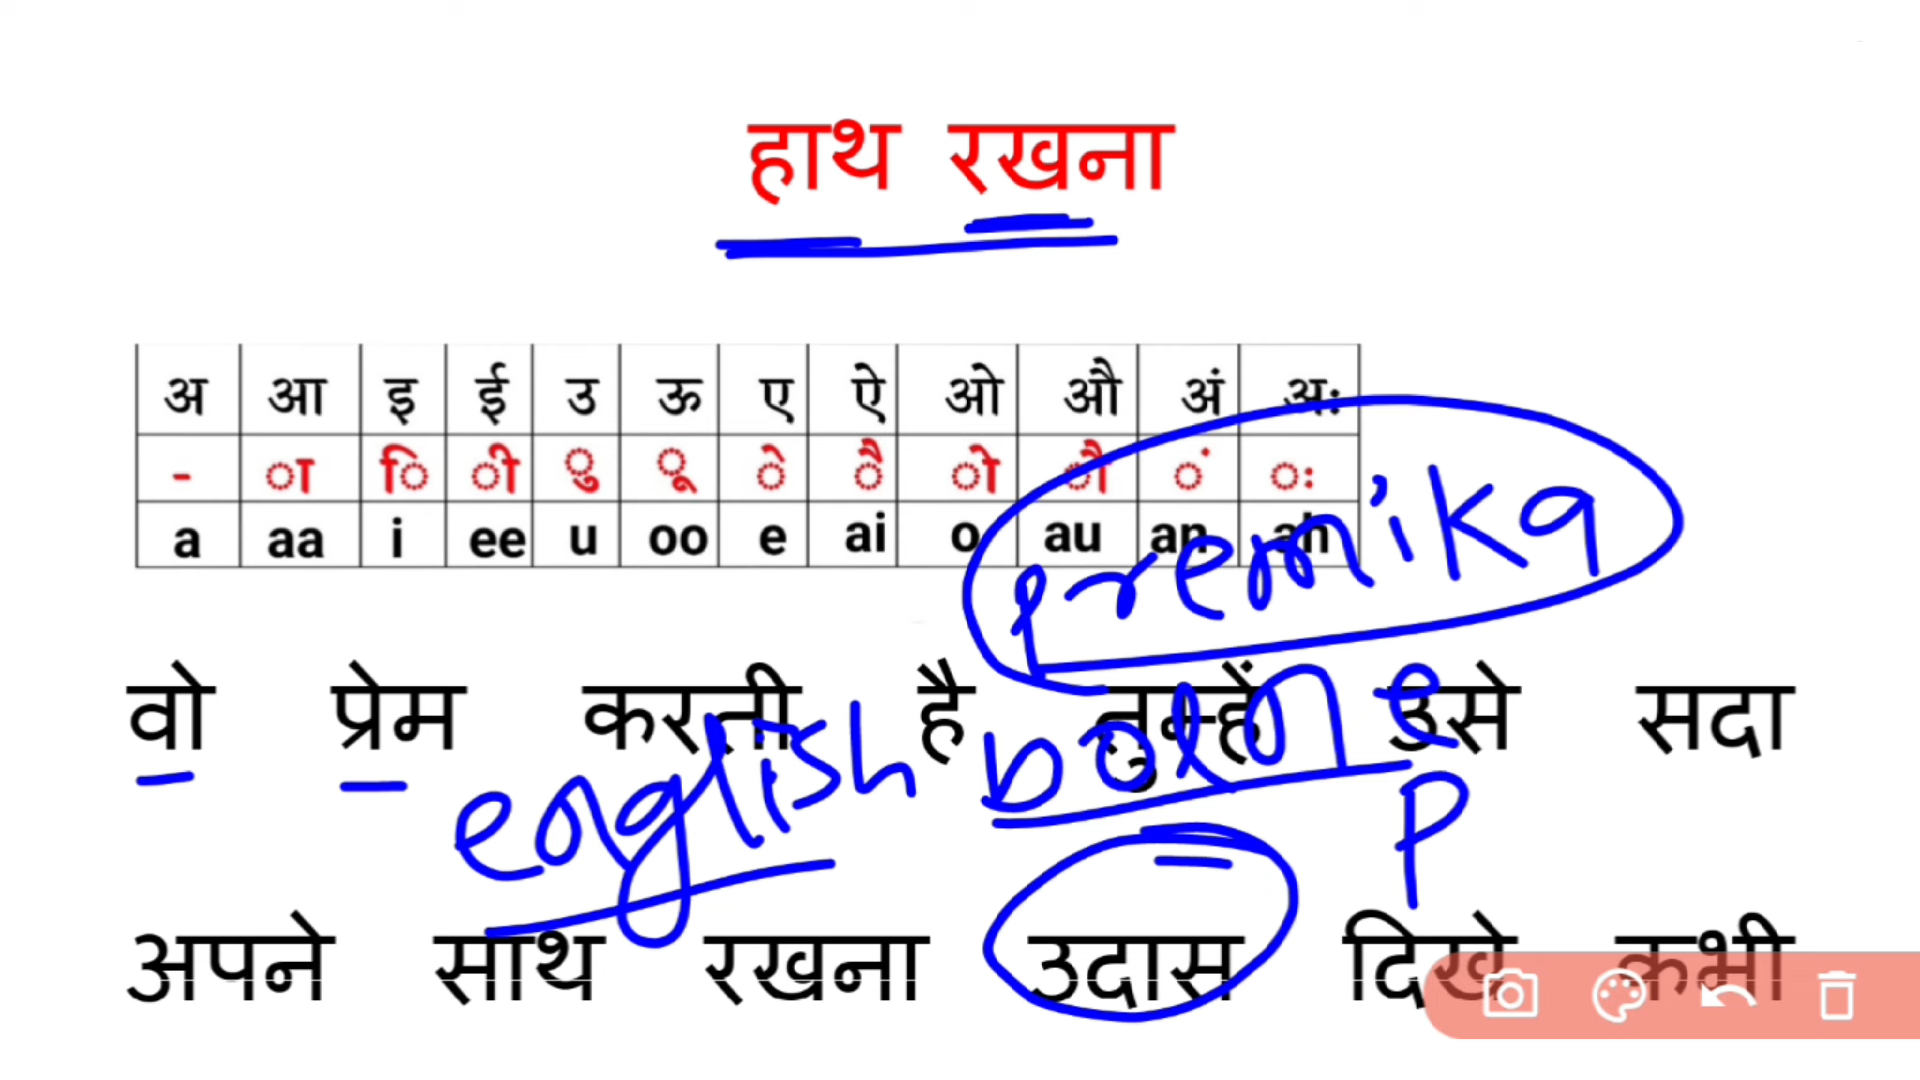 हाथ रखना
अ आ इ ई उ ऊ ए ऐ ओ औ अं अः
- ा ि ी ु ू े ै ो ौ ं ः
a aa i ee u oo e ai o au an ah
premika
वो प्रेम करती है तुम्हें उसे सदा
english bolne
P
अपने साथ रखना उदास दिखे कभी